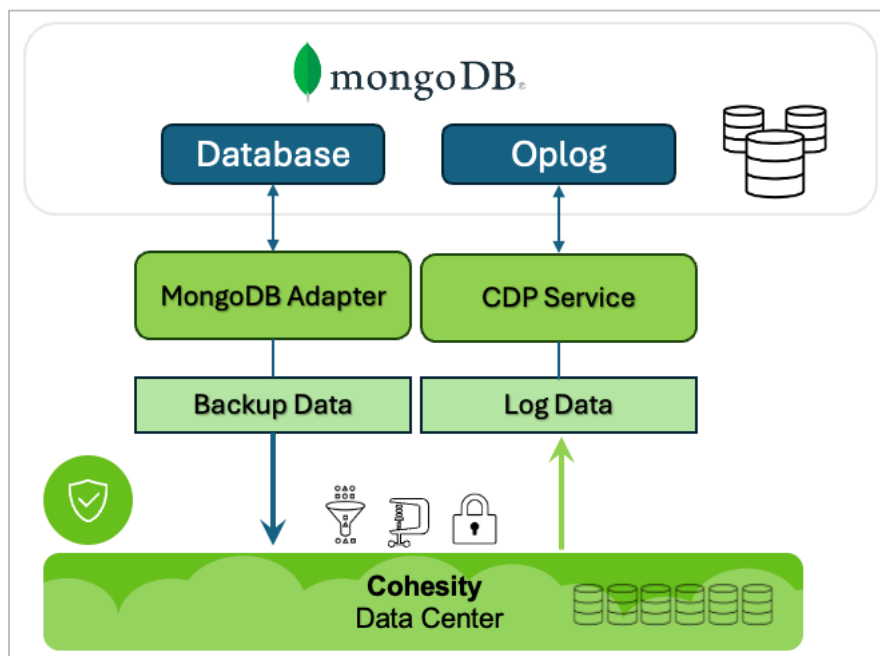 mongoDB®
Database
Oplog
MongoDB Adapter
CDP Service
Backup Data
Log Data
Cohesity
Data Center